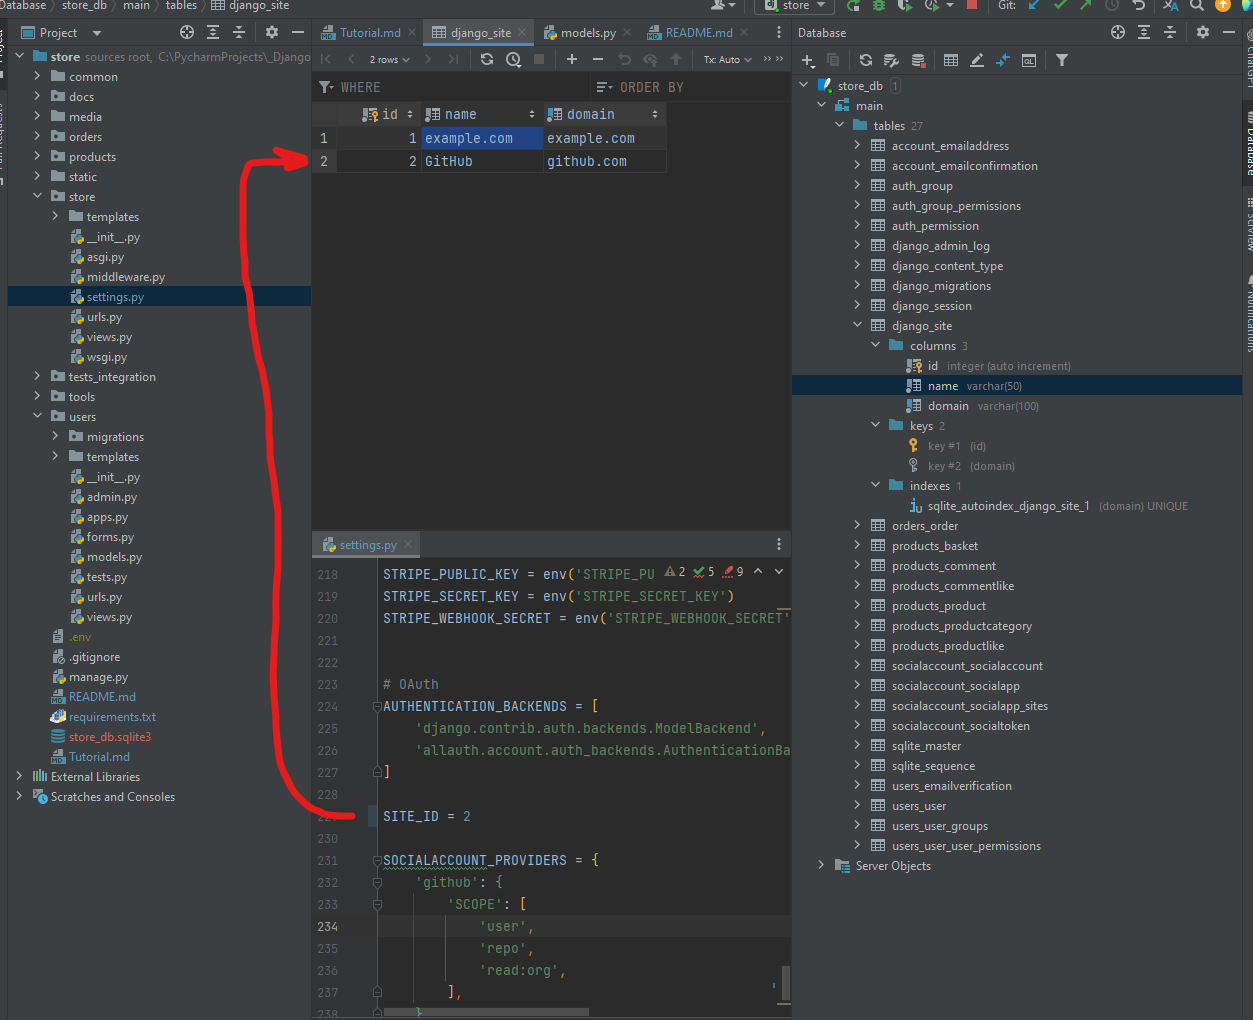 Database store_db main tables django_site
store
Git:
Project
Tutorial.md
django_site
models.py
README.md
Database
store sources root, C:\PycharmProjects\_Django
common
docs
media
orders
products
static
store
templates
__init__.py
asgi.py
middleware.py
settings.py
urls.py
views.py
wsgi.py
tests_integration
tools
users
migrations
templates
__init__.py
admin.py
apps.py
forms.py
models.py
tests.py
urls.py
views.py
.env
.gitignore
manage.py
README.md
requirements.txt
store_db.sqlite3
Tutorial.md
External Libraries
Scratches and Consoles
2 rows
Tx: Auto
WHERE
ORDER BY
id name domain
1 1 example.com example.com
2 2 GitHub github.com
settings.py
2 5 9
218 STRIPE_PUBLIC_KEY = env('STRIPE_PU
219 STRIPE_SECRET_KEY = env('STRIPE_SECRET_KEY')
220 STRIPE_WEBHOOK_SECRET = env('STRIPE_WEBHOOK_SECRET'
221
222
223 # OAuth
224 AUTHENTICATION_BACKENDS = [
225 'django.contrib.auth.backends.ModelBackend',
226 'allauth.account.auth_backends.AuthenticationBa
227 ]
228
SITE_ID = 2
230
231 SOCIALACCOUNT_PROVIDERS = {
232 'github': {
233 'SCOPE': [
234 'user',
235 'repo',
236 'read:org',
237 ],
238 }
store_db 1
main
tables 27
account_emailaddress
account_emailconfirmation
auth_group
auth_group_permissions
auth_permission
django_admin_log
django_content_type
django_migrations
django_session
django_site
columns 3
id integer (auto increment)
name varchar(50)
domain varchar(100)
keys 2
key #1 (id)
key #2 (domain)
indexes 1
sqlite_autoindex_django_site_1 (domain) UNIQUE
orders_order
products_basket
products_comment
products_commentlike
products_product
products_productcategory
products_productlike
socialaccount_socialaccount
socialaccount_socialapp
socialaccount_socialapp_sites
socialaccount_socialtoken
sqlite_master
sqlite_sequence
users_emailverification
users_user
users_user_groups
users_user_user_permissions
Server Objects
ChatGPT
Database
SciView
Notifications